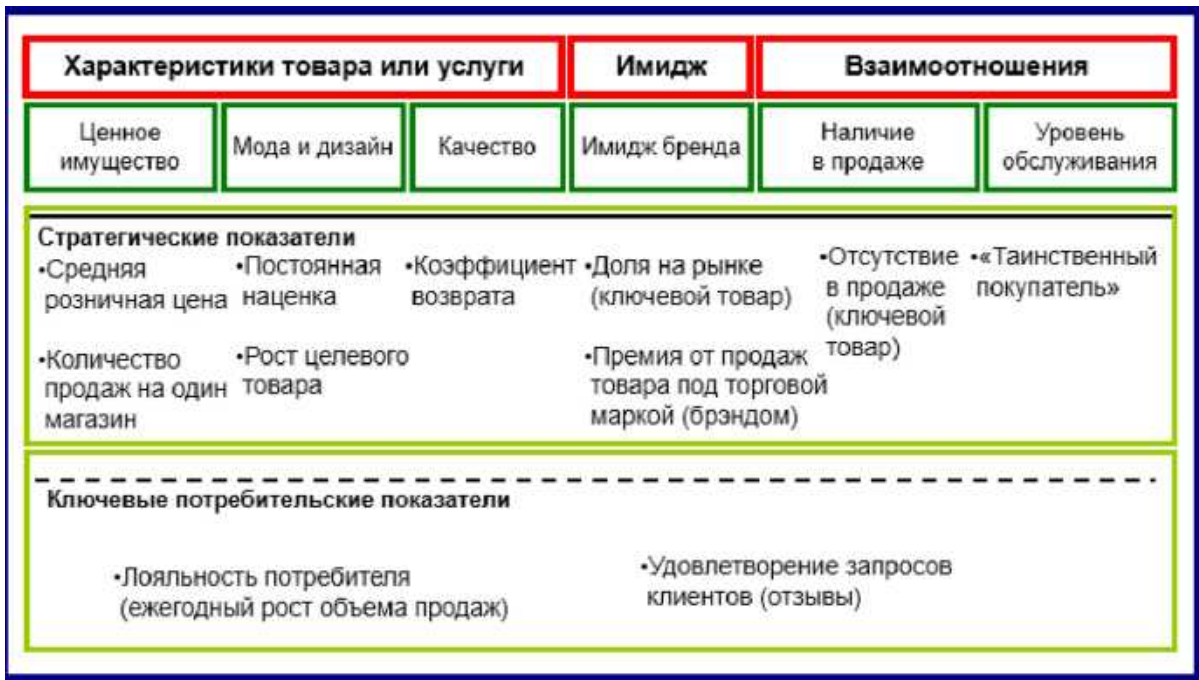 Характеристики товара или услуги
Имидж
Взаимоотношения
Ценное
имущество
Мода и дизайн
Качество
Имидж бренда
Наличие
в продаже
Уровень
обслуживания
Стратегические показатели
•Средняя
розничная цена
•Количество
продаж на один
магазин
•Постоянная
наценка
•Рост целевого
товара
•Коэффициент
возврата
•Доля на рынке
(ключевой товар)
•Премия от продаж
товара под торговой
маркой (брэндом)
•Отсутствие
в продаже
(ключевой
товар)
•«Таинственный
покупатель»
Ключевые потребительские показатели
•Лояльность потребителя
(ежегодный рост объема продаж)
•Удовлетворение запросов
клиентов (отзывы)